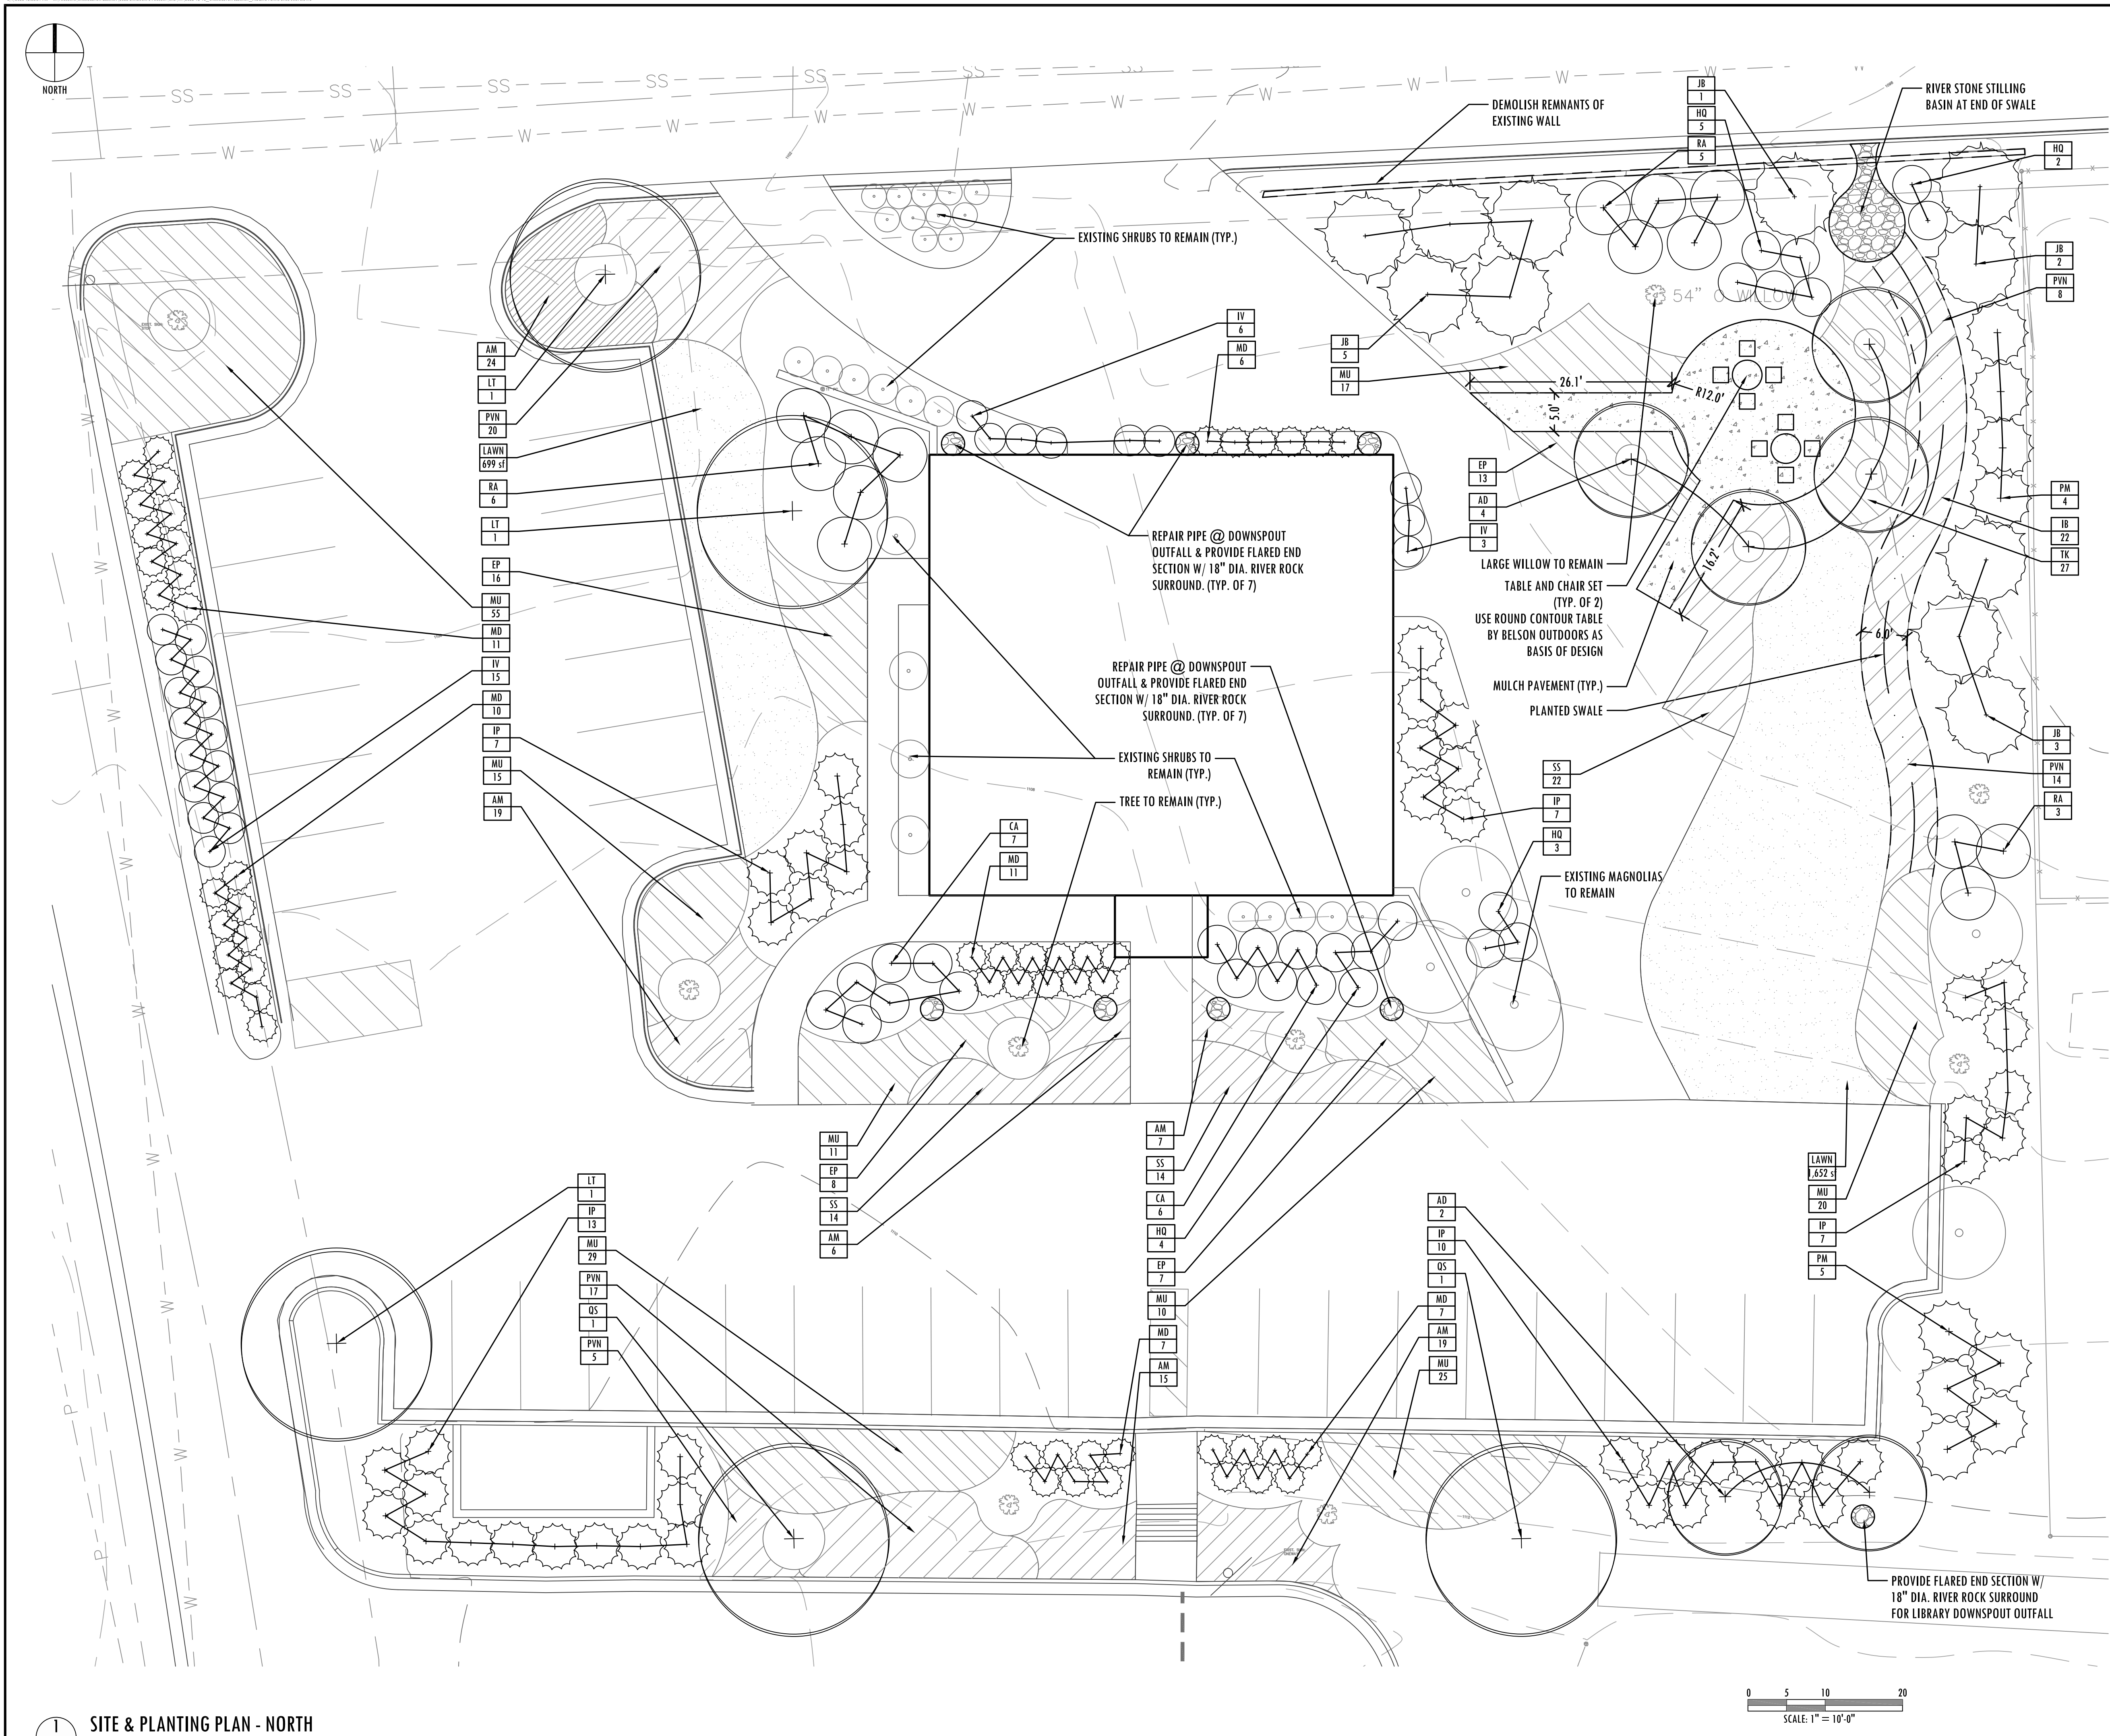 NORTH
SS SS SS SS SS SS SS
W W W W W W W W W W W W
DEMOLISH REMNANTS OF
EXISTING WALL
JB
1
HQ
5
RA
5
RIVER STONE STILLING
BASIN AT END OF SWALE
HQ
2
EXISTING SHRUBS TO REMAIN (TYP.)
JB
2
PVN
8
54" WILLOW
IV
6
MD
6
JB
5
MU
17
26.1'
R12.0'
5.0'
AM
24
LT
1
PVN
20
LAWN
699 sf
RA
6
LT
1
EP
16
MU
55
MD
11
IV
15
MD
10
IP
7
MU
15
AM
19
EP
13
AD
4
IV
3
PM
4
IB
22
TK
27
REPAIR PIPE @ DOWNSPOUT
OUTFALL & PROVIDE FLARED END
SECTION W/ 18" DIA. RIVER ROCK
SURROUND. (TYP. OF 7)
LARGE WILLOW TO REMAIN
TABLE AND CHAIR SET
(TYP. OF 2)
USE ROUND CONTOUR TABLE
BY BELSON OUTDOORS AS
BASIS OF DESIGN
16.2'
6.0'
MULCH PAVEMENT (TYP.)
PLANTED SWALE
REPAIR PIPE @ DOWNSPOUT
OUTFALL & PROVIDE FLARED END
SECTION W/ 18" DIA. RIVER ROCK
SURROUND. (TYP. OF 7)
EXISTING SHRUBS TO
REMAIN (TYP.)
TREE TO REMAIN (TYP.)
JB
3
PVN
14
RA
3
SS
22
IP
7
HQ
3
CA
7
MD
11
EXISTING MAGNOLIAS
TO REMAIN
MU
11
EP
8
SS
14
AM
6
AM
7
SS
14
CA
6
HQ
4
EP
7
MU
10
MD
7
AM
15
LAWN
1,652 sf
MU
20
IP
7
PM
5
LT
1
IP
13
MU
29
PVN
17
QS
1
PVN
5
AD
2
IP
10
QS
1
MD
7
AM
19
MU
25
W W W W W W W W W
P
P
PROVIDE FLARED END SECTION W/
18" DIA. RIVER ROCK SURROUND
FOR LIBRARY DOWNSPOUT OUTFALL
0 5 10 20
SCALE: 1" = 10'-0"
1
SITE & PLANTING PLAN - NORTH